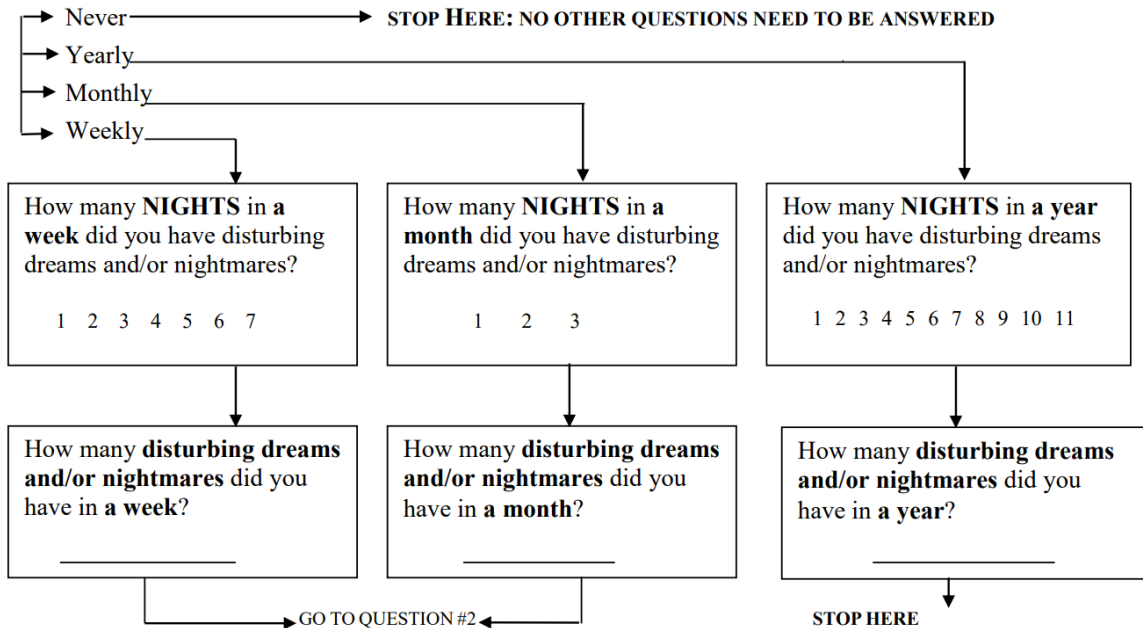 Never STOP HERE: NO OTHER QUESTIONS NEED TO BE ANSWERED
Yearly
Monthly
Weekly
How many NIGHTS in a
week did you have disturbing
dreams and/or nightmares?
1 2 3 4 5 6 7
How many NIGHTS in a
month did you have disturbing
dreams and/or nightmares?
1 2 3
How many NIGHTS in a year
did you have disturbing dreams
and/or nightmares?
1 2 3 4 5 6 7 8 9 10 11
How many disturbing dreams
and/or nightmares did you
have in a week?
How many disturbing dreams
and/or nightmares did you
have in a month?
How many disturbing dreams
and/or nightmares did you
have in a year?
GO TO QUESTION #2
STOP HERE